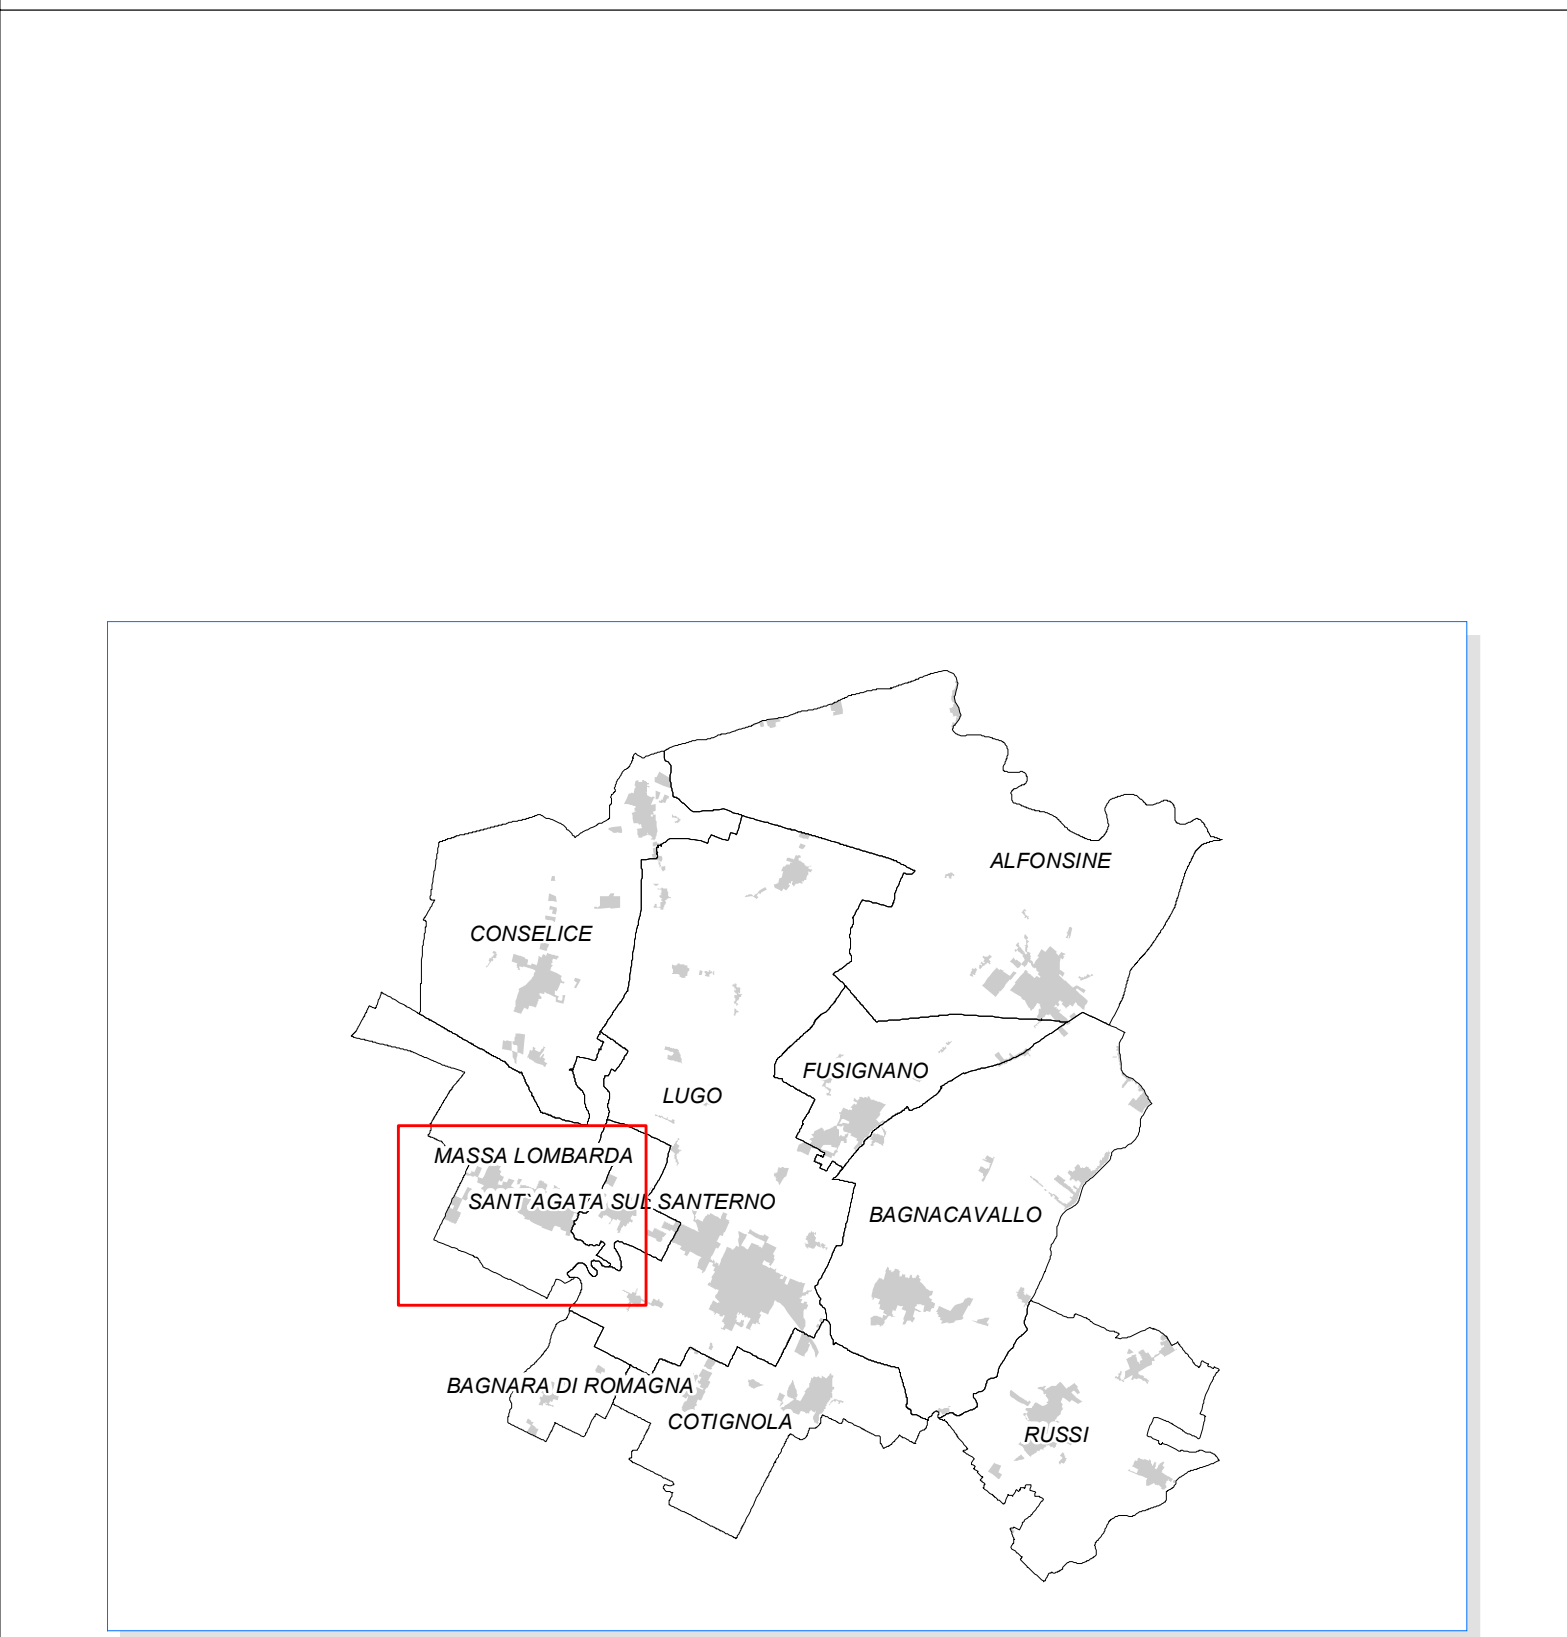 ALFONSINE
CONSELICE
FUSIGNANO
LUGO
MASSA LOMBARDA
SANT`AGATA SUL SANTERNO
BAGNACAVALLO
BAGNARA DI ROMAGNA
COTIGNOLA
RUSSI